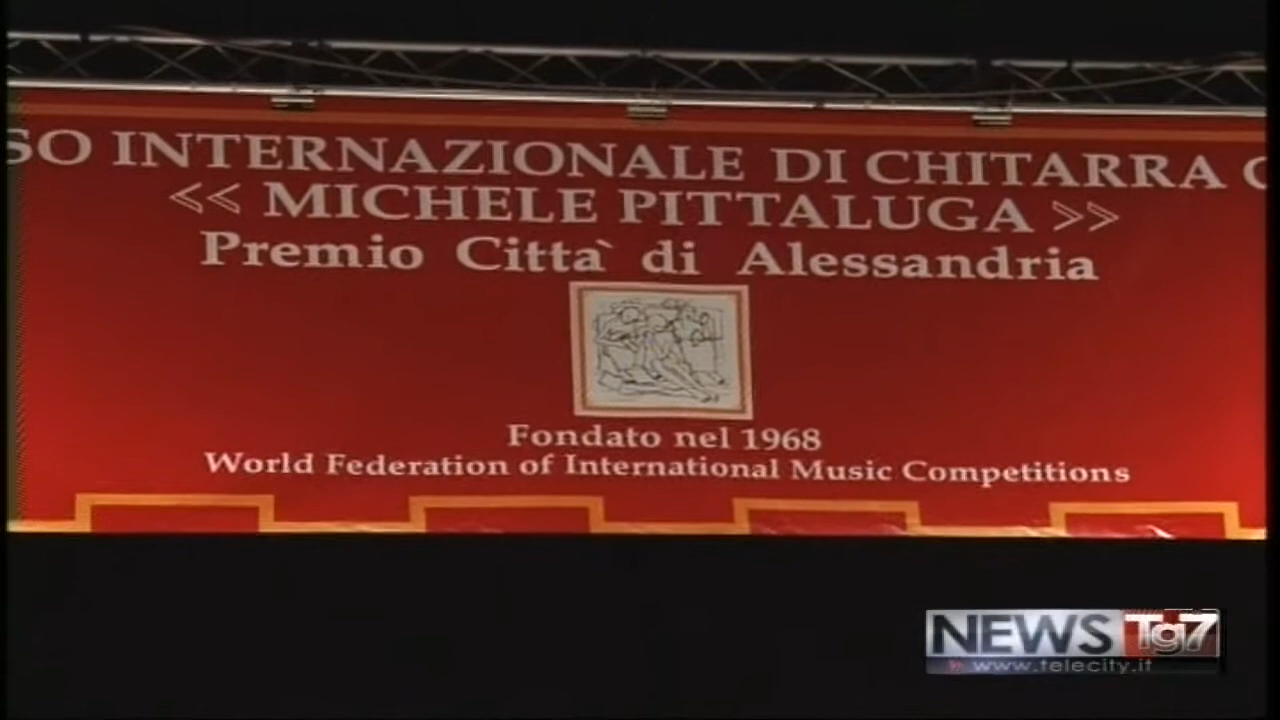 SO INTERNAZIONALE DI CHITARRA C
<< MICHELE PITTALUGA >>
Premio Città di Alessandria
Fondato nel 1968
World Federation of International Music Competitions
NEWS Tg7
www.telecity.it